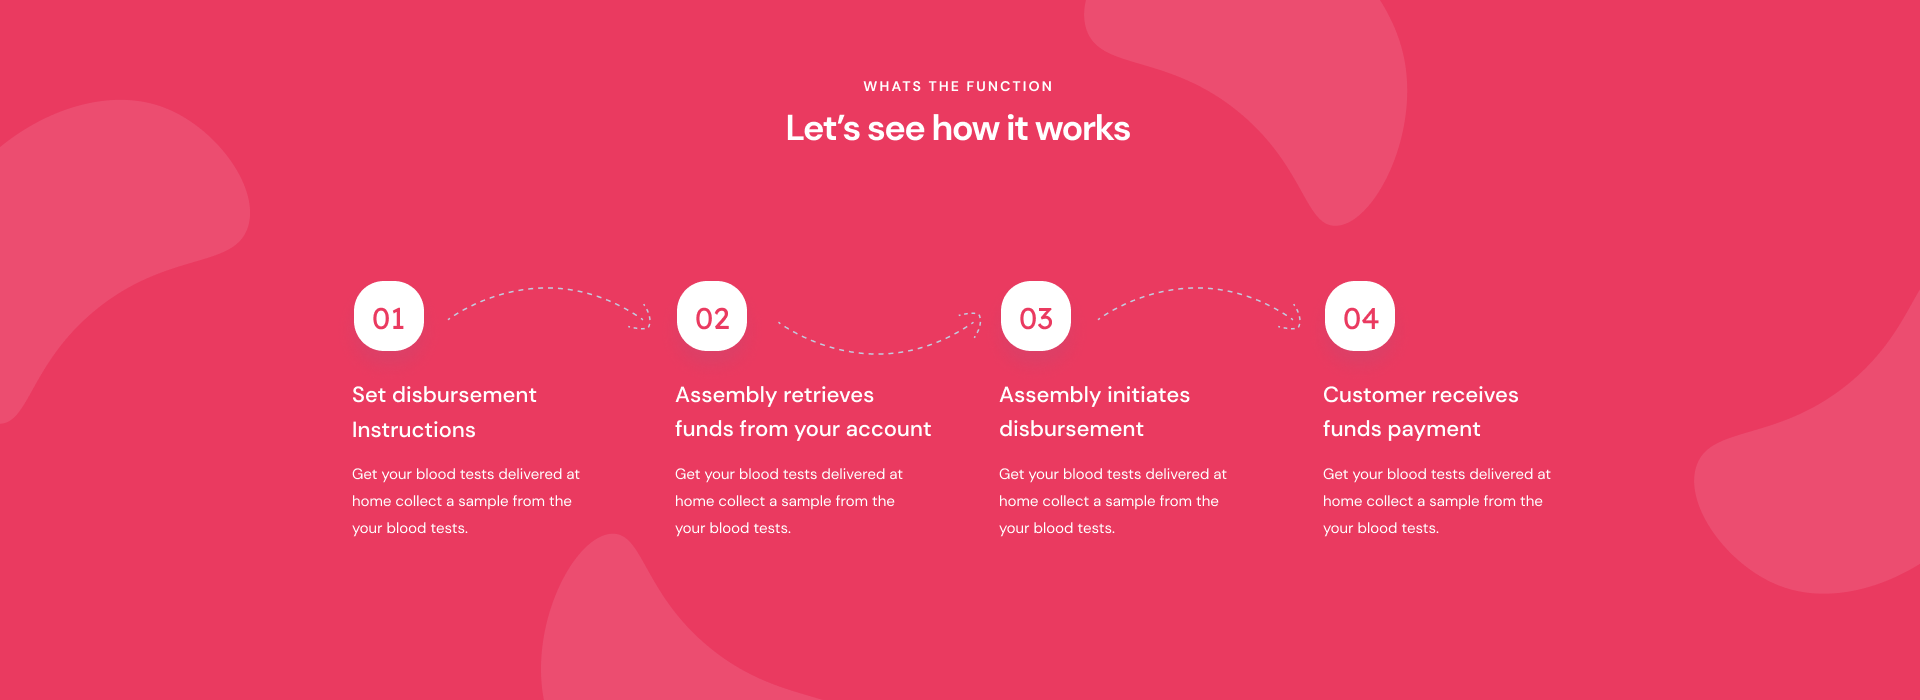 WHATS THE FUNCTION
Let’s see how it works
01
02
03
04
Set disbursement
Instructions
Get your blood tests delivered at
home collect a sample from the
your blood tests.
Assembly retrieves
funds from your account
Get your blood tests delivered at
home collect a sample from the
your blood tests.
Assembly initiates
disbursement
Get your blood tests delivered at
home collect a sample from the
your blood tests.
Customer receives
funds payment
Get your blood tests delivered at
home collect a sample from the
your blood tests.